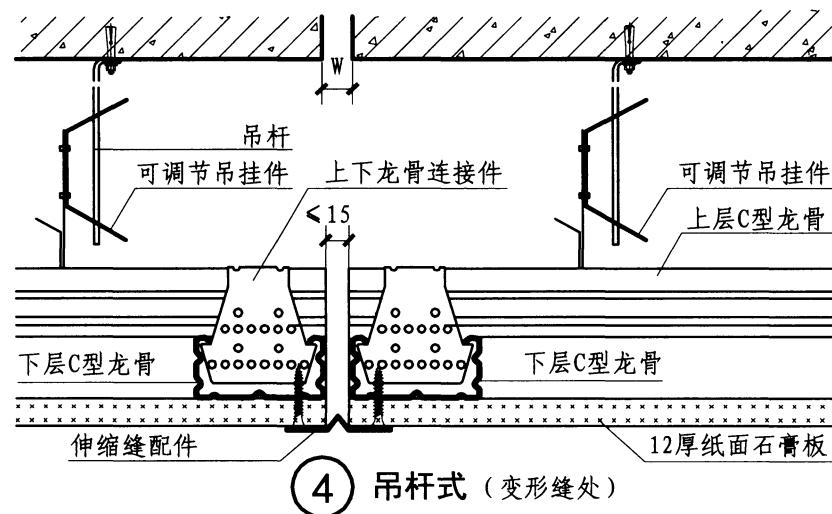 W
吊杆
可调节吊挂件
上下龙骨连接件
可调节吊挂件
≤15
上层C型龙骨
下层C型龙骨
下层C型龙骨
伸缩缝配件
12厚纸面石膏板
4 吊杆式（变形缝处）